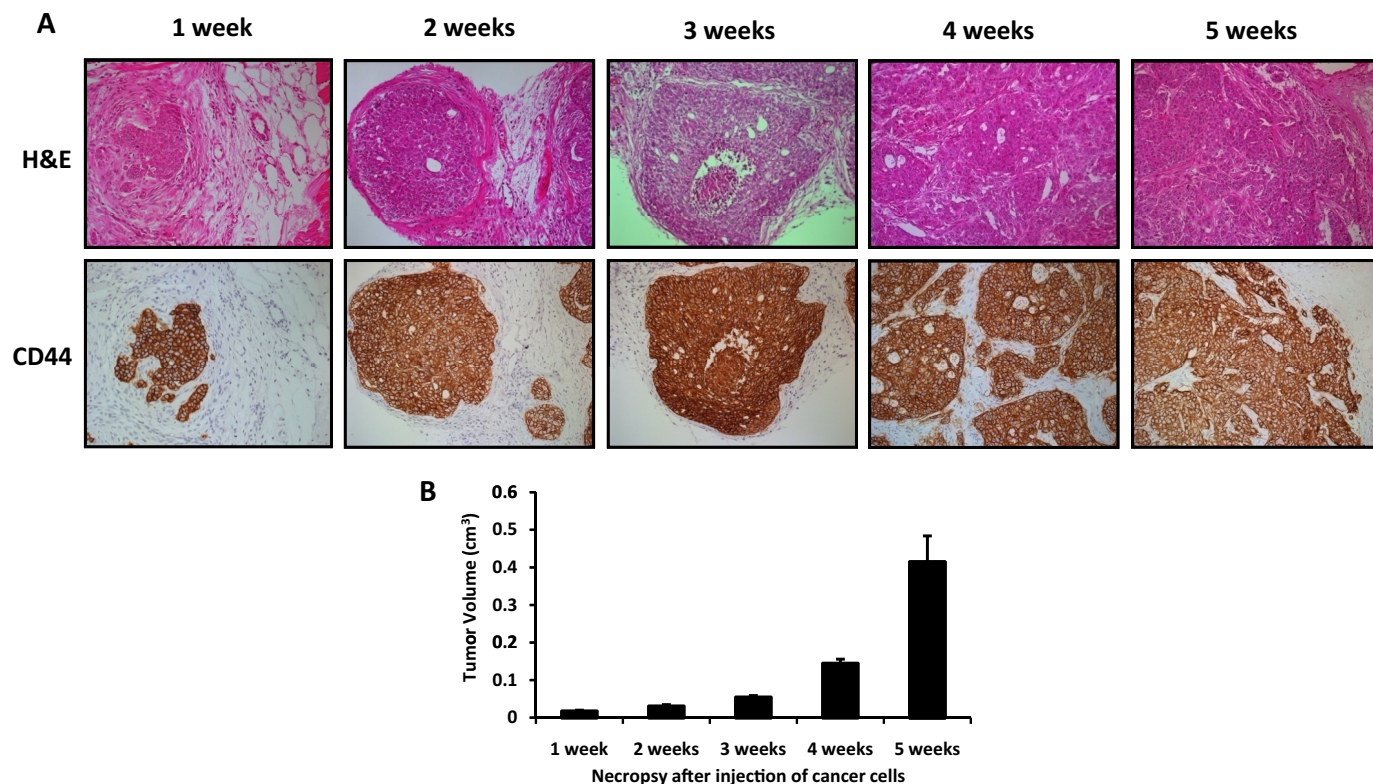 A
1 week 2 weeks 3 weeks 4 weeks 5 weeks
H&E
CD44
B
Tumor Volume (cm³)
0.6
0.5
0.4
0.3
0.2
0.1
0
1 week 2 weeks 3 weeks 4 weeks 5 weeks
Necropsy after injection of cancer cells